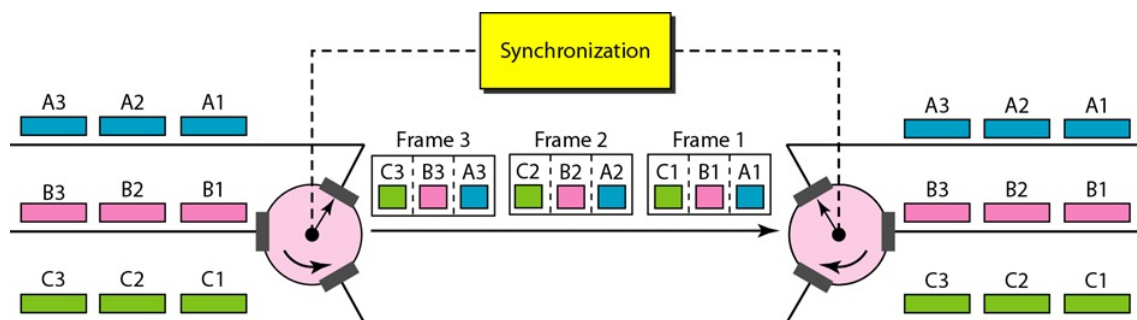 Synchronization
A3 A2 A1
A3 A2 A1
Frame 3 Frame 2 Frame 1
C3 B3 A3 C2 B2 A2 C1 B1 A1
B3 B2 B1
B3 B2 B1
C3 C2 C1
C3 C2 C1